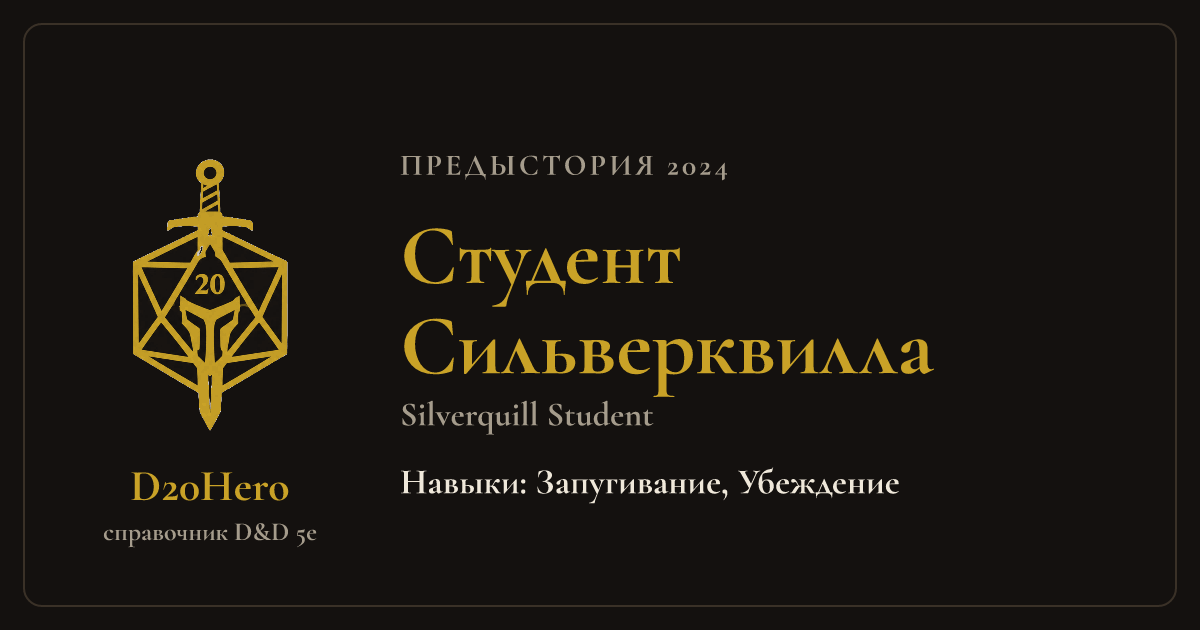 20
D20Hero
справочник D&D 5e
ПРЕДЫСТОРИЯ 2024
Студент
Сильверквилла
Silverquill Student
Навыки: Запугивание, Убеждение